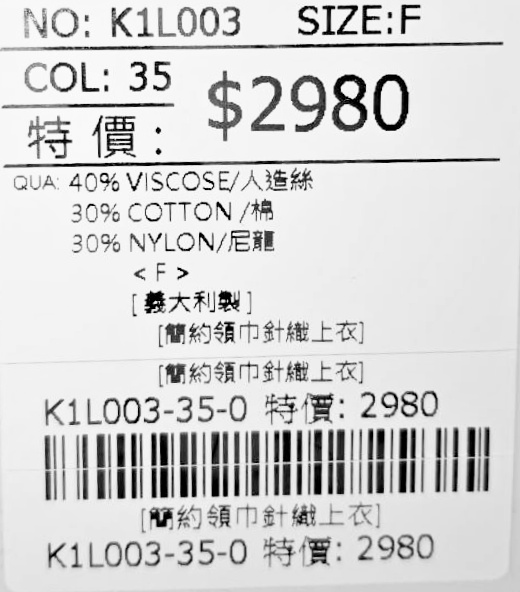 NO: K1L003 SIZE:F
COL: 35
$2980
特 價:
QUA: 40% VISCOSE/人造絲
30% COTTON /棉
30% NYLON/尼龍
< F >
[義大利製]
[簡約領巾針織上衣]
[簡約領巾針織上衣]
K1L003-35-0 特價: 2980
[簡約領巾針織上衣]
K1L003-35-0 特價: 2980